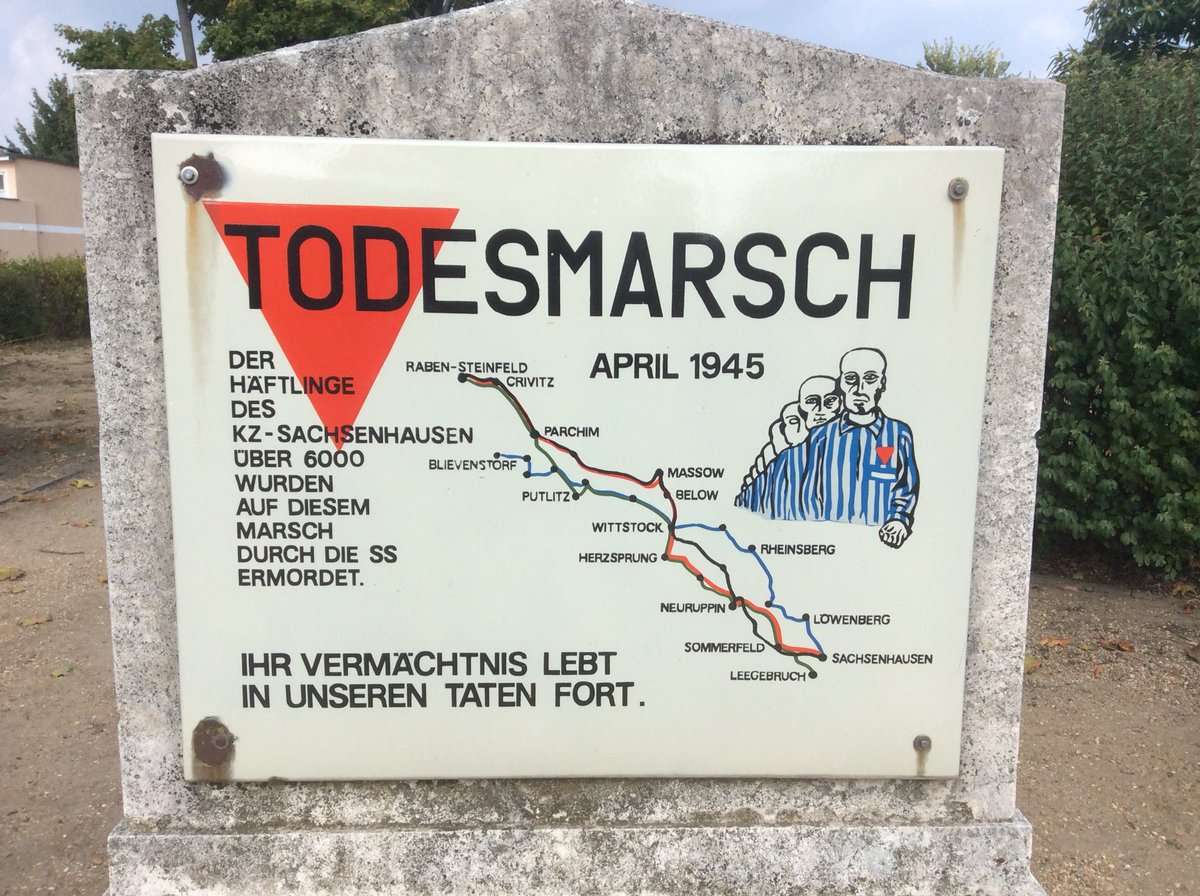 TODESMARSCH
APRIL 1945
DER
HÄFTLINGE
DES
KZ-SACHSENHAUSEN
ÜBER 6000
WURDEN
AUF DIESEM
MARSCH
DURCH DIE SS
ERMORDET.
RABEN-STEINFELD
CRIVITZ
PARCHIM
BLIEVENSTORF
MASSOW
PUTLITZ
BELOW
WITTSTOCK
RHEINSBERG
HERZSPRUNG
NEURUPPIN
LÖWENBERG
SOMMERFELD
SACHSENHAUSEN
LEEGEBRUCH
IHR VERMÄCHTNIS LEBT
IN UNSEREN TATEN FORT.